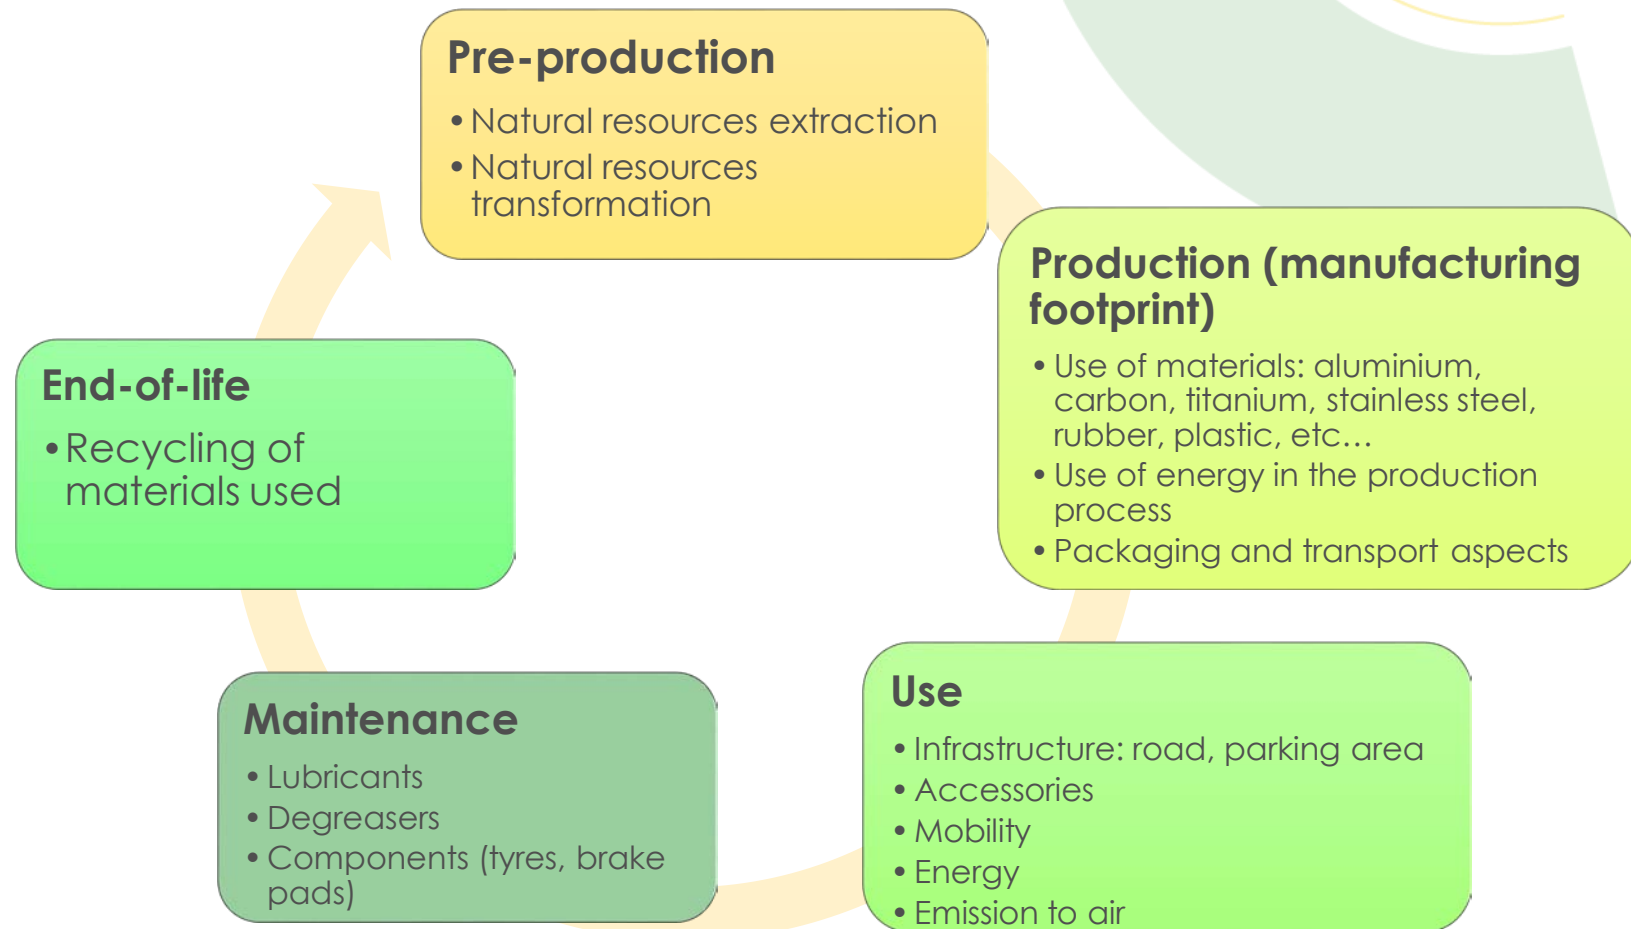 Pre-production
• Natural resources extraction
• Natural resources
transformation
Production (manufacturing
footprint)
• Use of materials: aluminium,
carbon, titanium, stainless steel,
rubber, plastic, etc…
• Use of energy in the production
process
• Packaging and transport aspects
Use
• Infrastructure: road, parking area
• Accessories
• Mobility
• Energy
• Emission to air
Maintenance
• Lubricants
• Degreasers
• Components (tyres, brake
pads)
End-of-life
• Recycling of
materials used